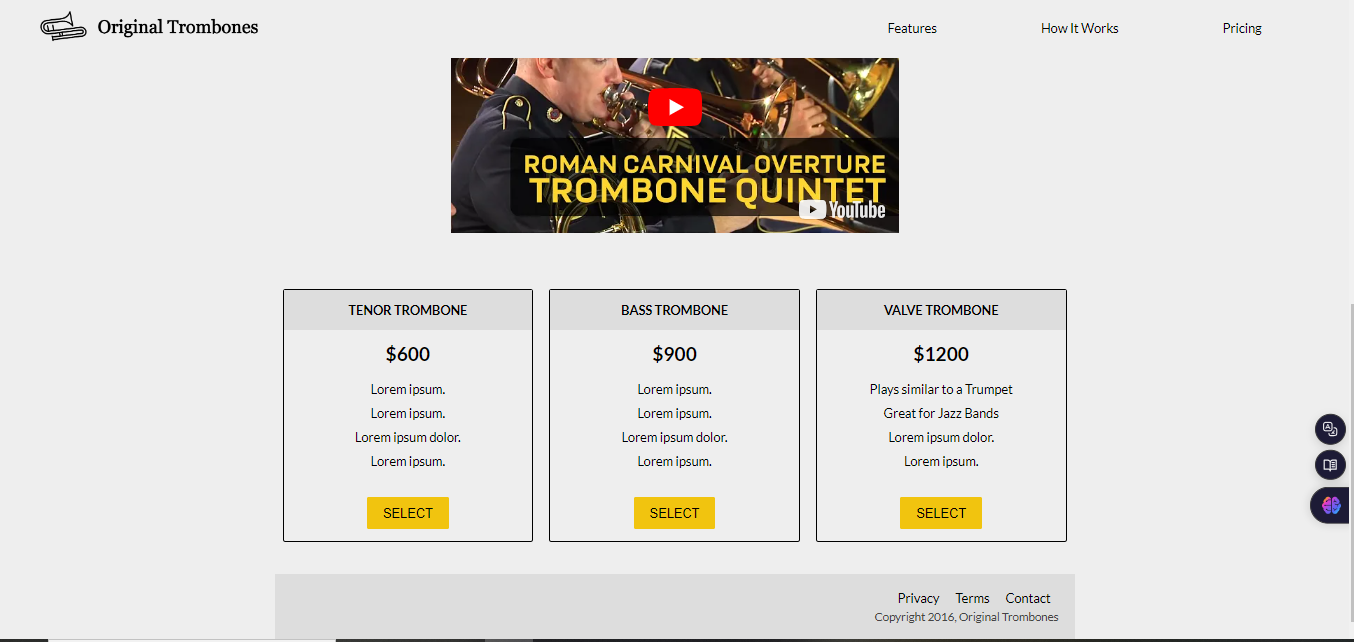 Original Trombones
Features How It Works Pricing
ROMAN CARNIVAL OVERTURE
TROMBONE QUINTET
YouTube
TENOR TROMBONE
$600
Lorem ipsum.
Lorem ipsum.
Lorem ipsum dolor.
Lorem ipsum.
SELECT
BASS TROMBONE
$900
Lorem ipsum.
Lorem ipsum.
Lorem ipsum dolor.
Lorem ipsum.
SELECT
VALVE TROMBONE
$1200
Plays similar to a Trumpet
Great for Jazz Bands
Lorem ipsum dolor.
Lorem ipsum.
SELECT
Privacy Terms Contact
Copyright 2016, Original Trombones